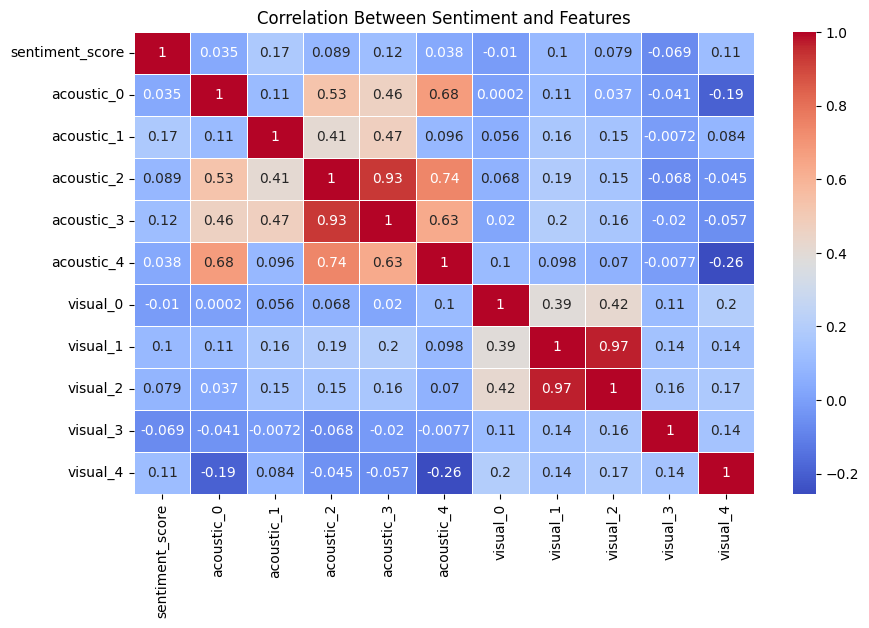 Correlation Between Sentiment and Features
sentiment_score 1 0.035 0.17 0.089 0.12 0.038 -0.01 0.1 0.079 -0.069 0.11
acoustic_0 0.035 1 0.11 0.53 0.46 0.68 0.0002 0.11 0.037 -0.041 -0.19
acoustic_1 0.17 0.11 1 0.41 0.47 0.096 0.056 0.16 0.15 -0.0072 0.084
acoustic_2 0.089 0.53 0.41 1 0.93 0.74 0.068 0.19 0.15 -0.068 -0.045
acoustic_3 0.12 0.46 0.47 0.93 1 0.63 0.02 0.2 0.16 -0.02 -0.057
acoustic_4 0.038 0.68 0.096 0.74 0.63 1 0.1 0.098 0.07 -0.0077 -0.26
visual_0 -0.01 0.0002 0.056 0.068 0.02 0.1 1 0.39 0.42 0.11 0.2
visual_1 0.1 0.11 0.16 0.19 0.2 0.098 0.39 1 0.97 0.14 0.14
visual_2 0.079 0.037 0.15 0.15 0.16 0.07 0.42 0.97 1 0.16 0.17
visual_3 -0.069 -0.041 -0.0072 -0.068 -0.02 -0.0077 0.11 0.14 0.16 1 0.14
visual_4 0.11 -0.19 0.084 -0.045 -0.057 -0.26 0.2 0.14 0.17 0.14 1
sentiment_score
acoustic_0
acoustic_1
acoustic_2
acoustic_3
acoustic_4
visual_0
visual_1
visual_2
visual_3
visual_4
1.0
0.8
0.6
0.4
0.2
0.0
−0.2